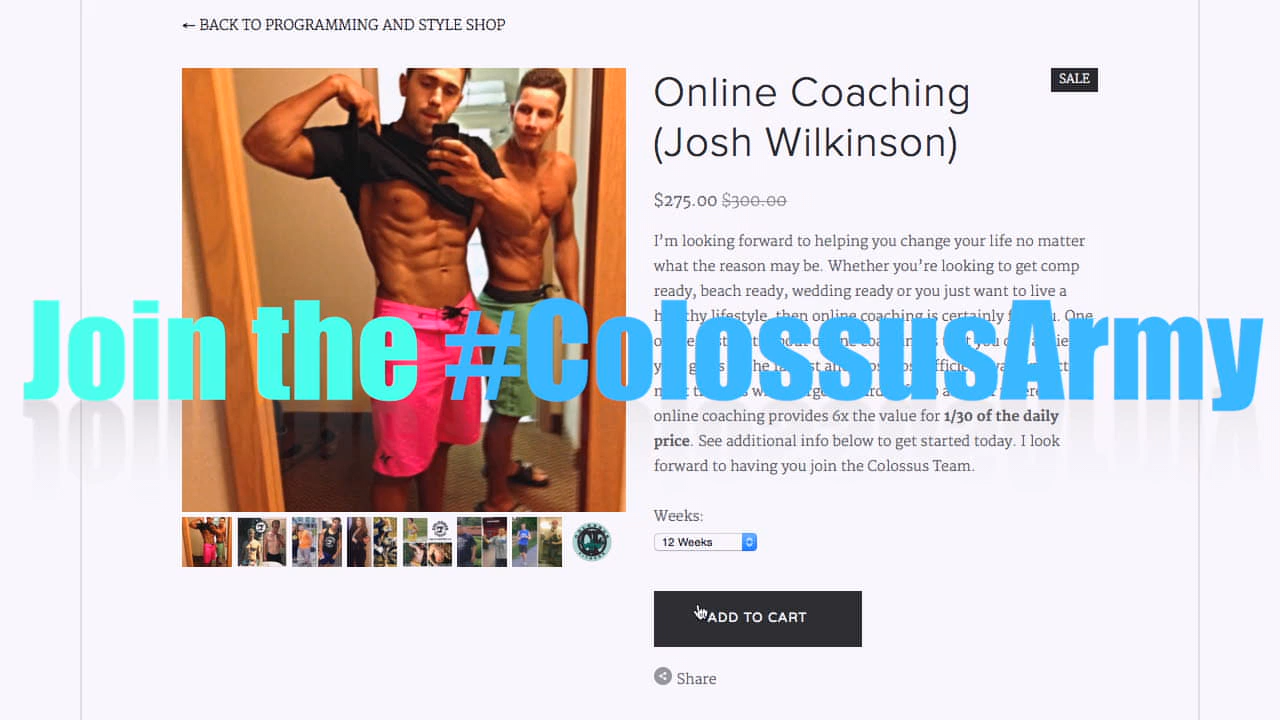 ← BACK TO PROGRAMMING AND STYLE SHOP
Online Coaching
(Josh Wilkinson)
SALE
$275.00 $300.00
I'm looking forward to helping you change your life no matter
what the reason may be. Whether you're looking to get comp
ready, beach ready, wedding ready or you just want to live a
lifestyle, then online coaching is certainly One
Join the #ColossusArmy
online coaching provides 6x the value for 1/30 of the daily
price. See additional info below to get started today. I look
forward to having you join the Colossus Team.
Weeks:
12 Weeks
ADD TO CART
Share